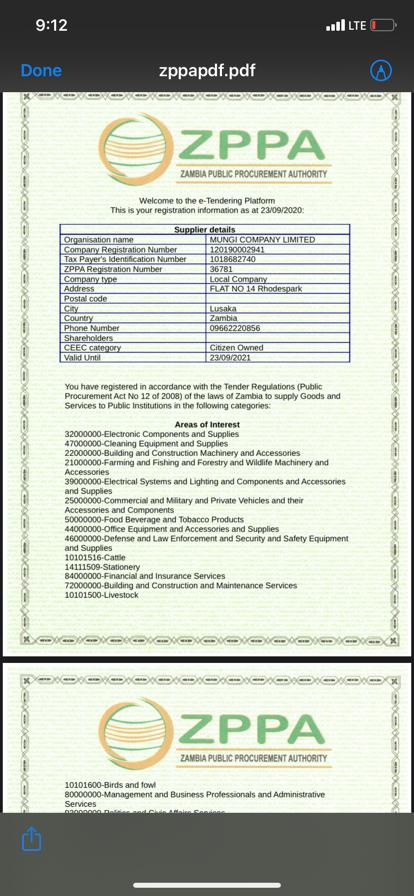 9:12
LTE
Done
zppapdf.pdf
ZPPA
ZAMBIA PUBLIC PROCUREMENT AUTHORITY
Welcome to the e-Tendering Platform
This is your registration information as at 23/09/2020:
Supplier details
Organisation name MUNGI COMPANY LIMITED
Company Registration Number 120190002941
Tax Payer's Identification Number 1018682740
ZPPA Registration Number 36781
Company type Local Company
Address FLAT NO 14 Rhodespark
Postal code
City Lusaka
Country Zambia
Phone Number 09662220856
Shareholders
CEEC category Citizen Owned
Valid Until 23/09/2021
You have registered in accordance with the Tender Regulations (Public
Procurement Act No 12 of 2008) of the laws of Zambia to supply Goods and
Services to Public Institutions in the following categories:
Areas of Interest
32000000-Electronic Components and Supplies
47000000-Cleaning Equipment and Supplies
22000000-Building and Construction Machinery and Accessories
21000000-Farming and Fishing and Forestry and Wildlife Machinery and
Accessories
39000000-Electrical Systems and Lighting and Components and Accessories
and Supplies
25000000-Commercial and Military and Private Vehicles and their
Accessories and Components
50000000-Food Beverage and Tobacco Products
44000000-Office Equipment and Accessories and Supplies
46000000-Defense and Law Enforcement and Security and Safety Equipment
and Supplies
10101516-Cattle
14111509-Stationery
84000000-Financial and Insurance Services
72000000-Building and Construction and Maintenance Services
10101500-Livestock
ZPPA
ZAMBIA PUBLIC PROCUREMENT AUTHORITY
10101600-Birds and fowl
80000000-Management and Business Professionals and Administrative
Services
93000000-Politics and Civic Affairs Services